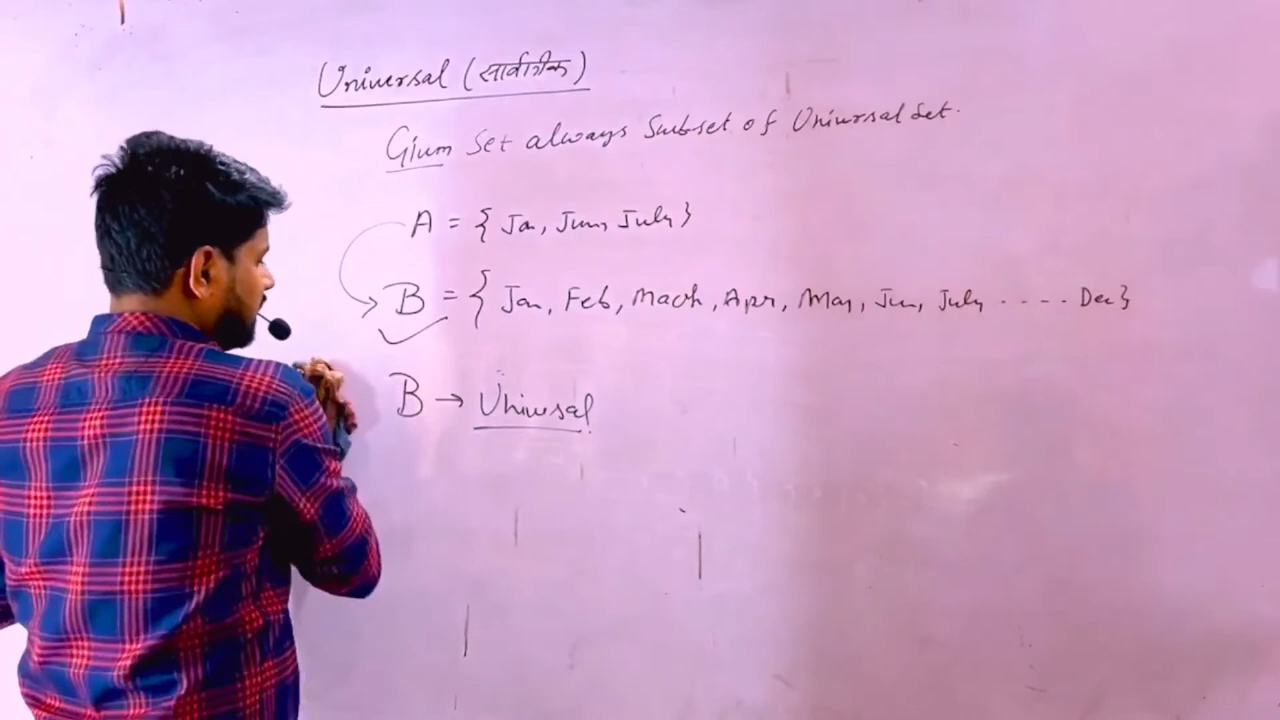 Universal (सार्वात्रीक)
Given Set always Subset of Universal Set.
A = { Jan, Jun, July }
B = { Jan, Feb, March, Apr, May, Jun, July, ..... Dec }
B → Universal